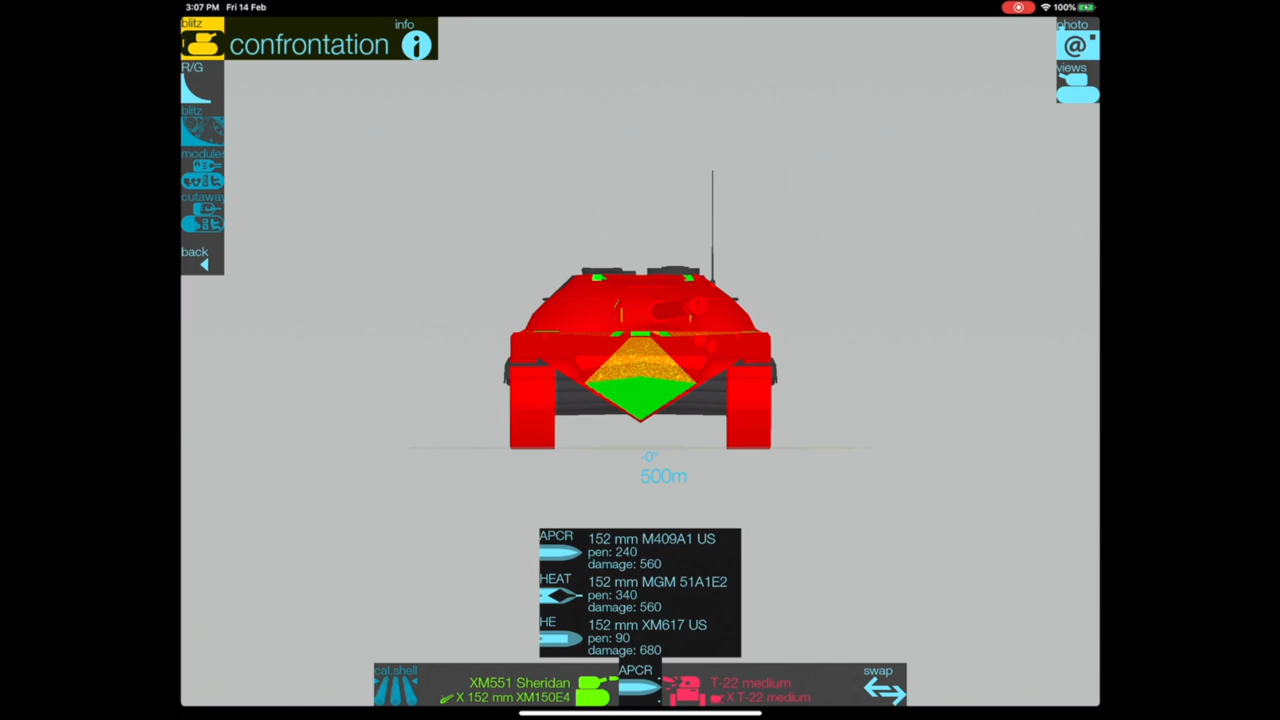 3:07 PM Fri 14 Feb
100%
blitz
confrontation
info
i
R/G
blitz
modules
cutaway
back
photo
@
views
-0°
500m
APCR
152 mm M409A1 US
pen: 240
damage: 560
HEAT
152 mm MGM 51A1E2
pen: 340
damage: 560
HE
152 mm XM617 US
pen: 90
damage: 680
cal.shell
XM551 Sheridan
X 152 mm XM150E4
APCR
T-22 medium
X T-22 medium
swap